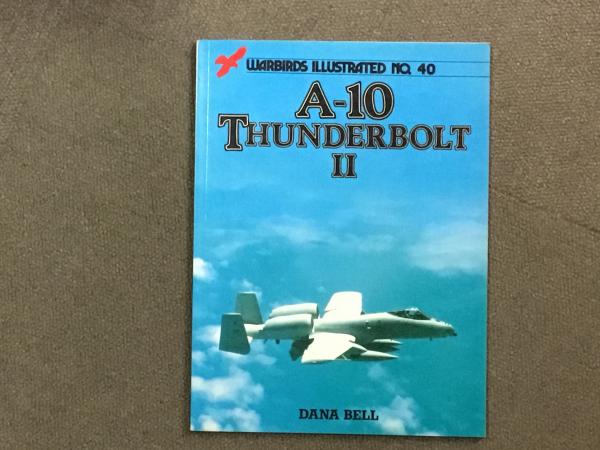 WARBIRDS ILLUSTRATED NO. 40
A-10
THUNDERBOLT
II
DANA BELL